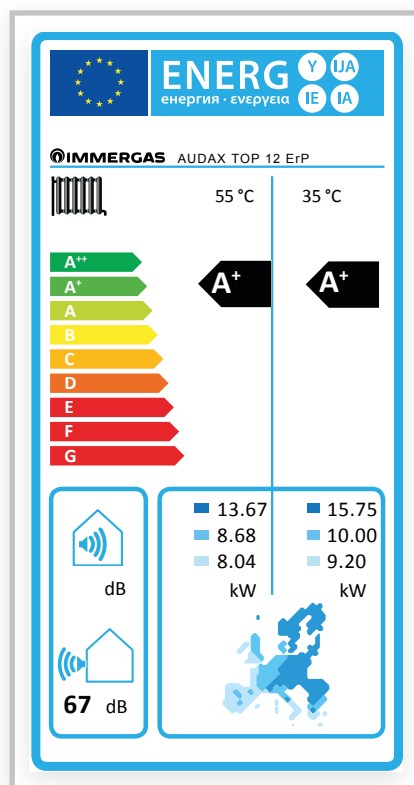 ENERG Y IJA
енергия · ενεργεια IE IA
IMMERGAS AUDAX TOP 12 ErP
55 °C 35 °C
A++
A+ A+ A+
A
B
C
D
E
F
G
13.67 15.75
8.68 10.00
8.04 9.20
kW kW
dB
67 dB